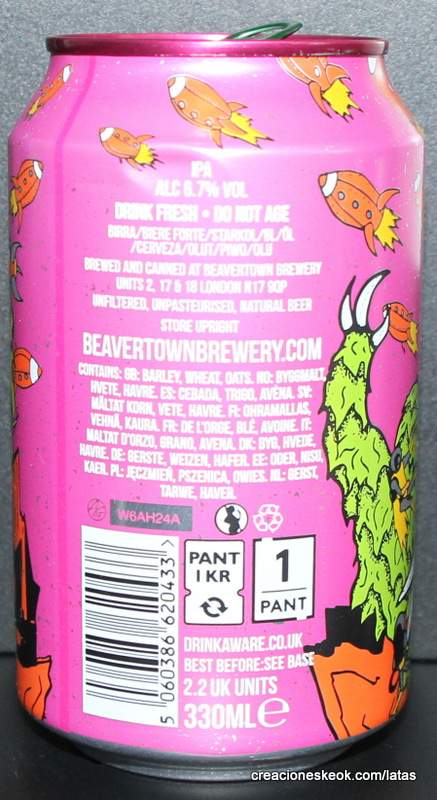 IPA
ALC 6.7% VOL
DRINK FRESH • DO NOT AGE
BIRRA/BIERE FORTE/STARKÖL/NL/ÖL
/CERVEZA/OLUT/PIWO/OLU
BREWED AND CANNED AT BEAVERTOWN BREWERY
UNITS 2, 17 & 18 LONDON N17 9QP
UNFILTERED, UNPASTEURISED, NATURAL BEER
STORE UPRIGHT
BEAVERTOWNBREWERY.COM
CONTAINS: GB: BARLEY, WHEAT, OATS. NO: BYGGMALT,
HVETE, HAVRE. ES: CEBADA, TRIGO, AVENA. SV:
MÄLTAT KORN, VETE, HAVRE. FI: OHRAMALLAS,
VEHNÄ, KAURA. FR: DE L'ORGE, BLÉ, AVOINE. IT:
MALTAT D'ORZO, GRANO, AVENA. DK: BYG, HVEDE,
HAVRE. DE: GERSTE, WEIZEN, HAFER. EE: ODER, NISU,
KAER. PL: JĘCZMIEŃ, PSZENICA, OWIES. NL: GERST,
TARWE, HAVER.
W6AH24A
PANT
1 KR
1
PANT
5 060386 620433 >
DRINKAWARE.CO.UK
BEST BEFORE:SEE BASE
2.2 UK UNITS
330ML e
creacioneskeok.com/latas